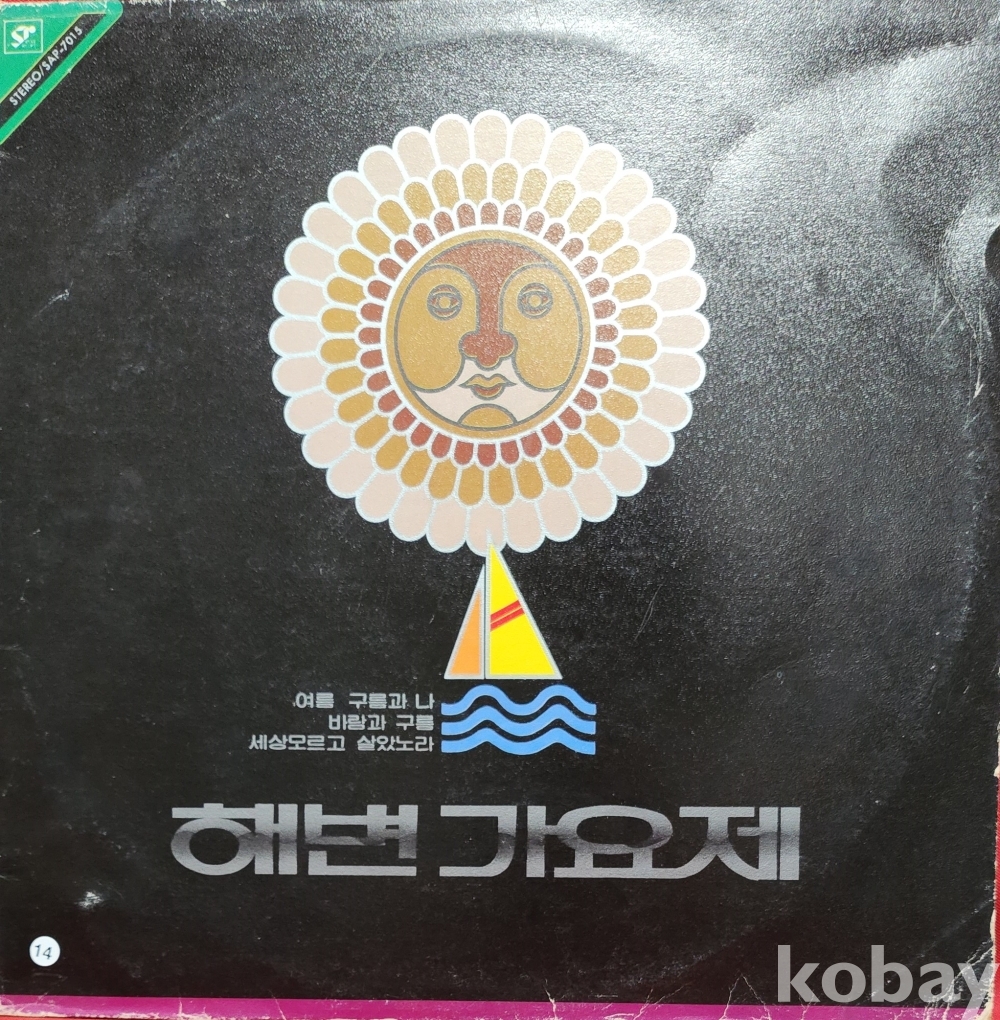 SP
STEREO/SAP-7015
여름 구름과 나
바람과 구름
세상모르고 살았노라
해변 가요제
14
kobay